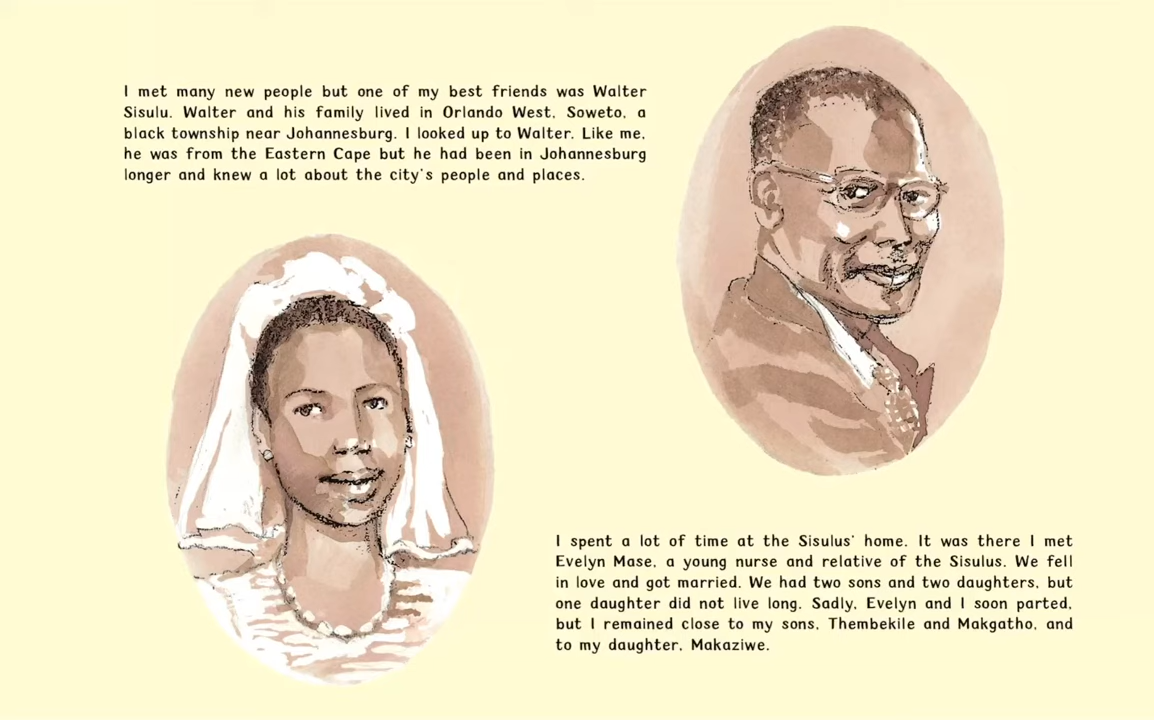 I met many new people but one of my best friends was Walter
Sisulu. Walter and his family lived in Orlando West, Soweto, a
black township near Johannesburg. I looked up to Walter. Like me,
he was from the Eastern Cape but he had been in Johannesburg
longer and knew a lot about the city's people and places.
I spent a lot of time at the Sisulus' home. It was there I met
Evelyn Mase, a young nurse and relative of the Sisulus. We fell
in love and got married. We had two sons and two daughters, but
one daughter did not live long. Sadly, Evelyn and I soon parted,
but I remained close to my sons, Thembekile and Makgatho, and
to my daughter, Makaziwe.